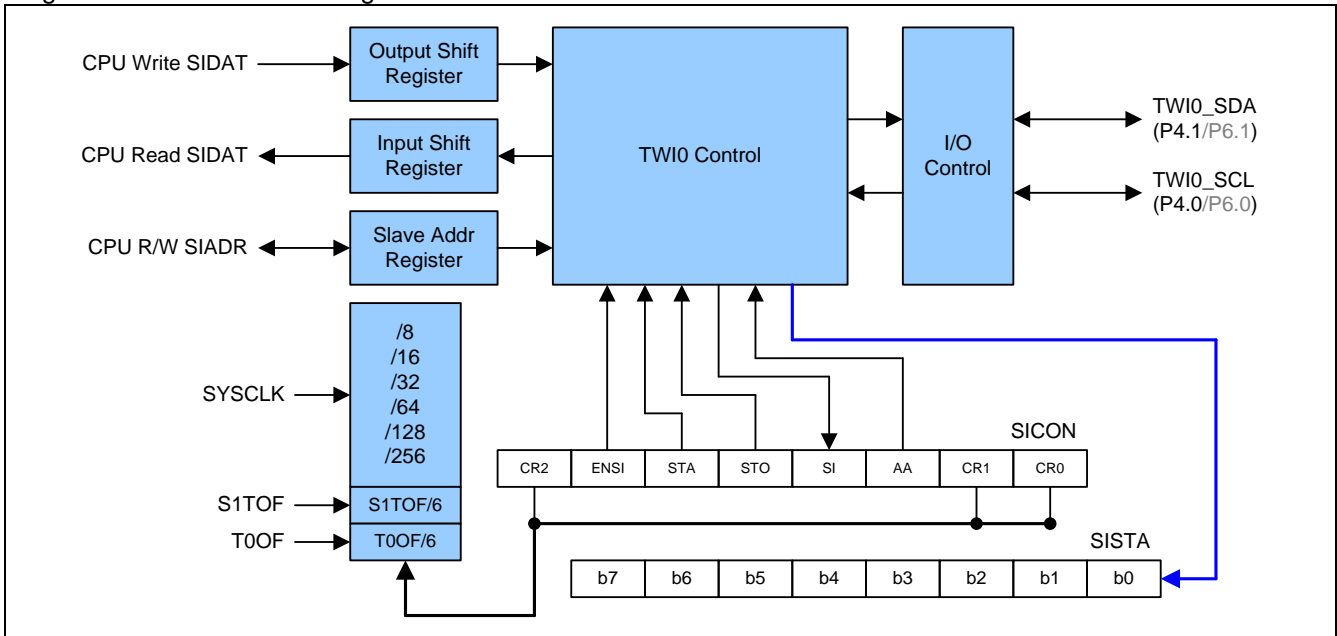 CPU Write SIDAT
Output Shift
Register
CPU Read SIDAT
Input Shift
Register
CPU R/W SIADR
Slave Addr
Register
TWI0 Control
I/O
Control
TWI0_SDA
(P4.1/P6.1)
TWI0_SCL
(P4.0/P6.0)
SYSCLK
/8
/16
/32
/64
/128
/256
S1TOF
S1TOF/6
T0OF
T0OF/6
SICON
CR2 ENSI STA STO SI AA CR1 CR0
SISTA
b7 b6 b5 b4 b3 b2 b1 b0